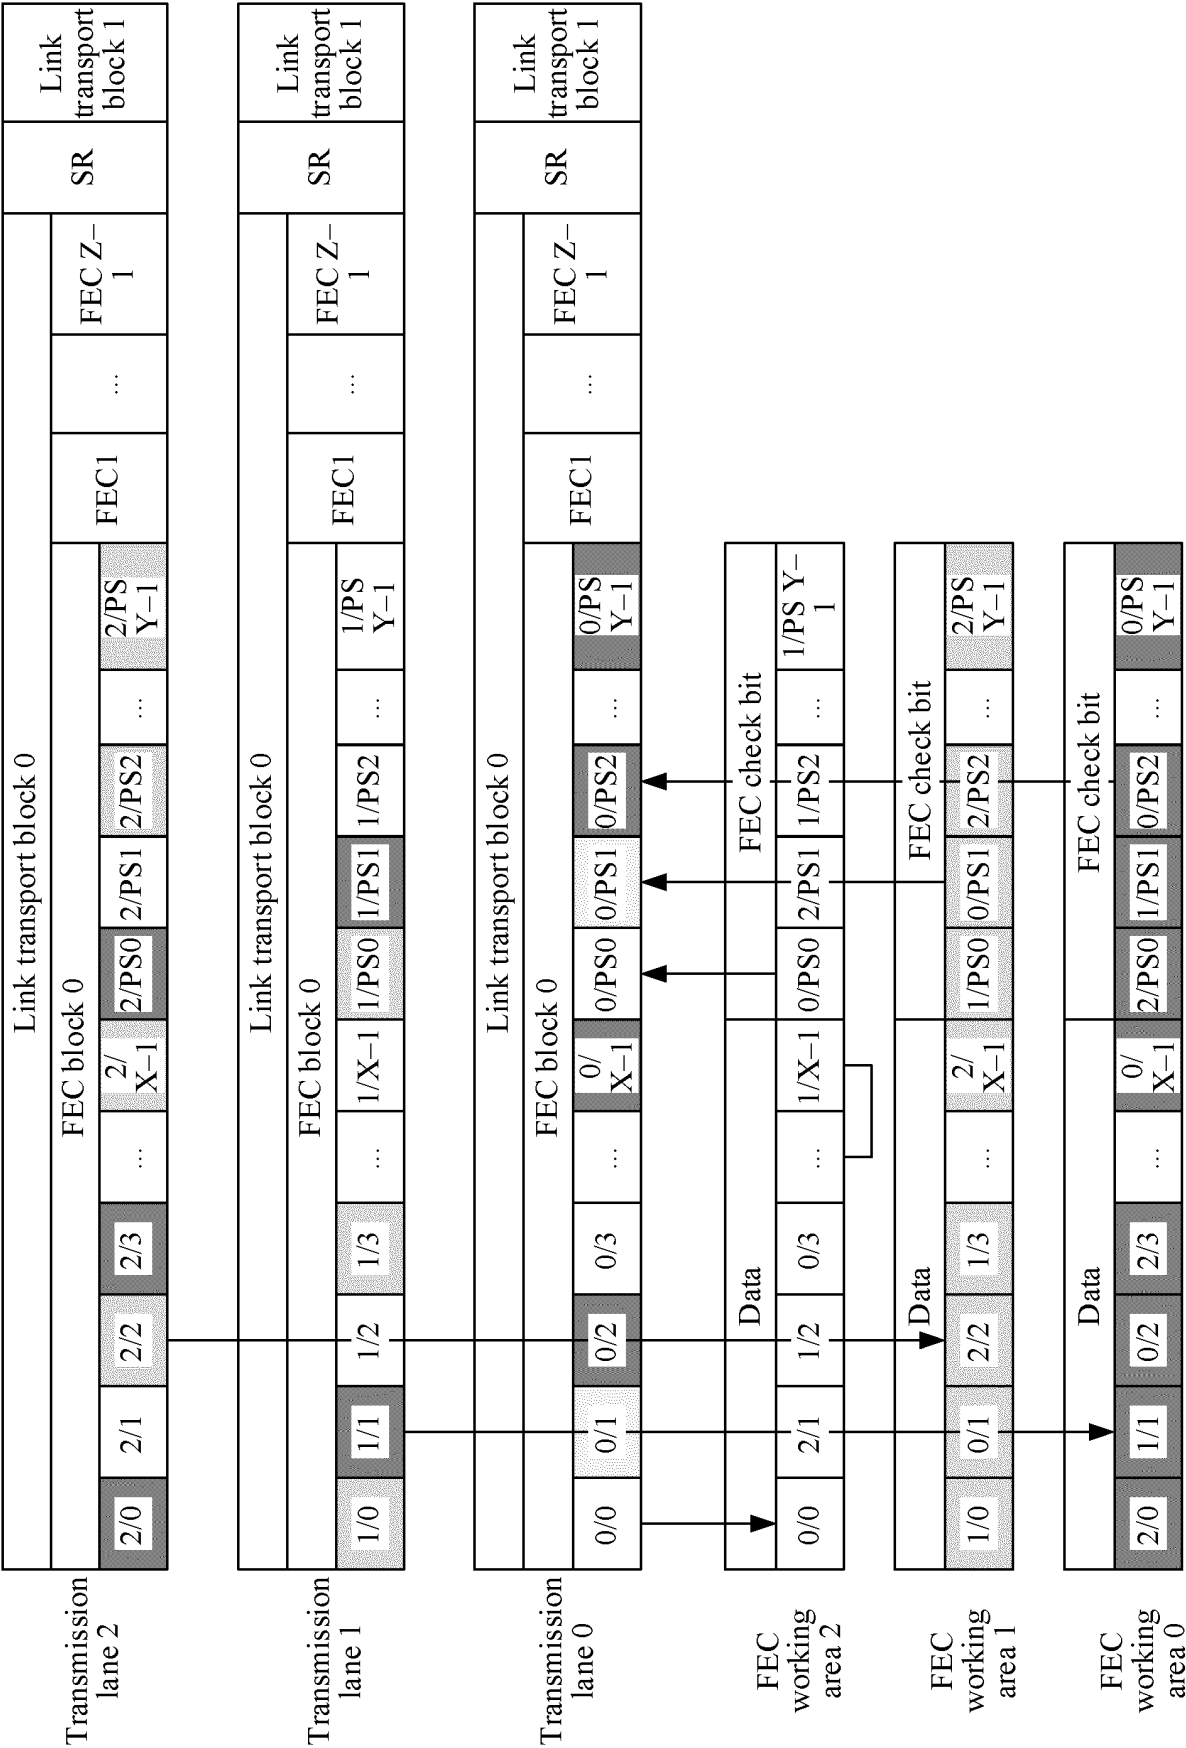 Transmission
lane 2
Link transport block 0
FEC block 0
2/0
2/1
2/2
2/3
...
2/
X–1
2/PS0
2/PS1
2/PS2
...
2/PS
Y–1
FEC1
...
FEC Z–
1
SR
Link
transport
block 1
Transmission
lane 1
Link transport block 0
FEC block 0
1/0
1/1
1/2
1/3
...
1/X–1
1/PS0
1/PS1
1/PS2
...
1/PS
Y–1
FEC1
...
FEC Z–
1
SR
Link
transport
block 1
Transmission
lane 0
Link transport block 0
FEC block 0
0/0
0/1
0/2
0/3
...
0/
X–1
0/PS0
0/PS1
0/PS2
...
0/PS
Y–1
FEC1
...
FEC Z–
1
SR
Link
transport
block 1
FEC
working
area 2
Data
FEC check bit
0/0
2/1
1/2
0/3
...
1/X–1
0/PS0
2/PS1
1/PS2
...
1/PS Y–
1
FEC
working
area 1
Data
FEC check bit
1/0
0/1
2/2
1/3
...
2/
X–1
1/PS0
0/PS1
2/PS2
...
2/PS
Y–1
FEC
working
area 0
Data
FEC check bit
2/0
1/1
0/2
2/3
...
0/
X–1
2/PS0
1/PS1
0/PS2
...
0/PS
Y–1